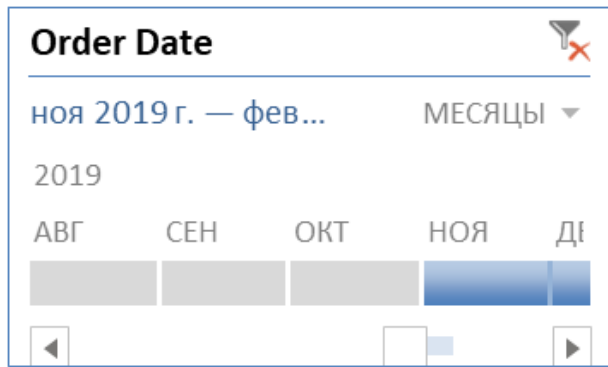 Order Date
ноя 2019 г. — фев...
МЕСЯЦЫ
2019
АВГ СЕН ОКТ НОЯ